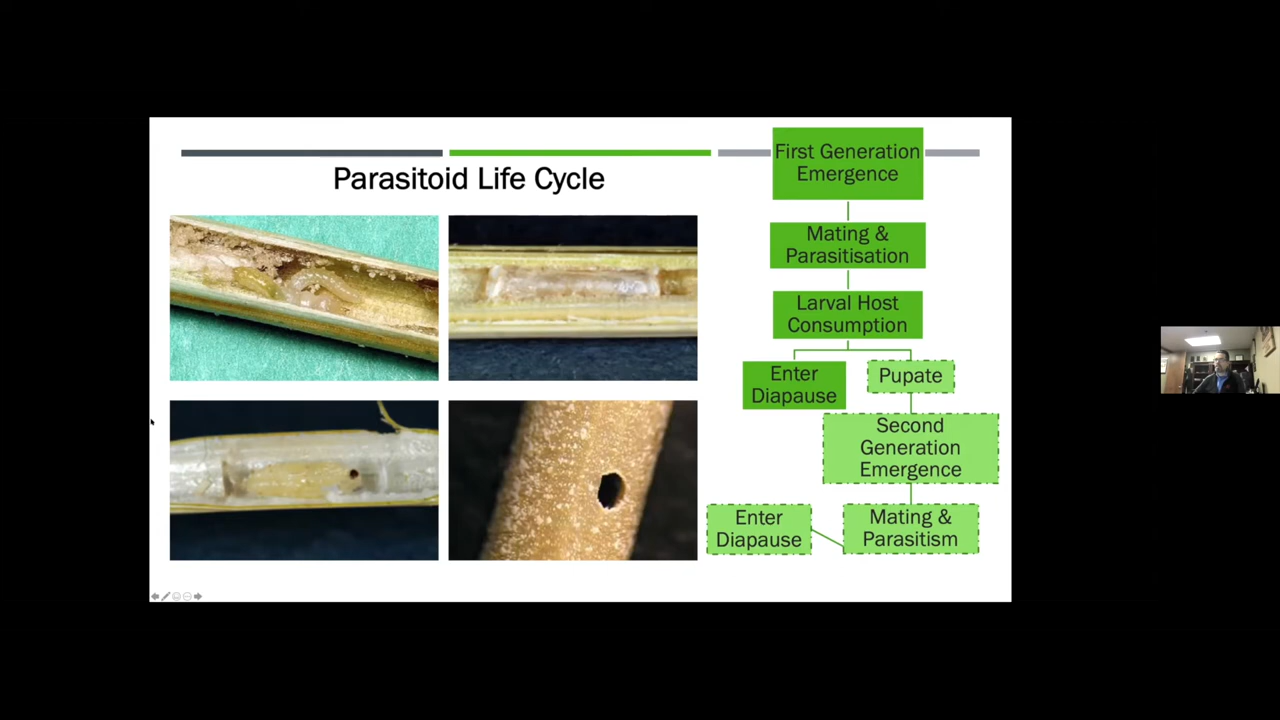 Parasitoid Life Cycle
First Generation
Emergence
Mating &
Parasitisation
Larval Host
Consumption
Enter
Diapause
Pupate
Second
Generation
Emergence
Enter
Diapause
Mating &
Parasitism